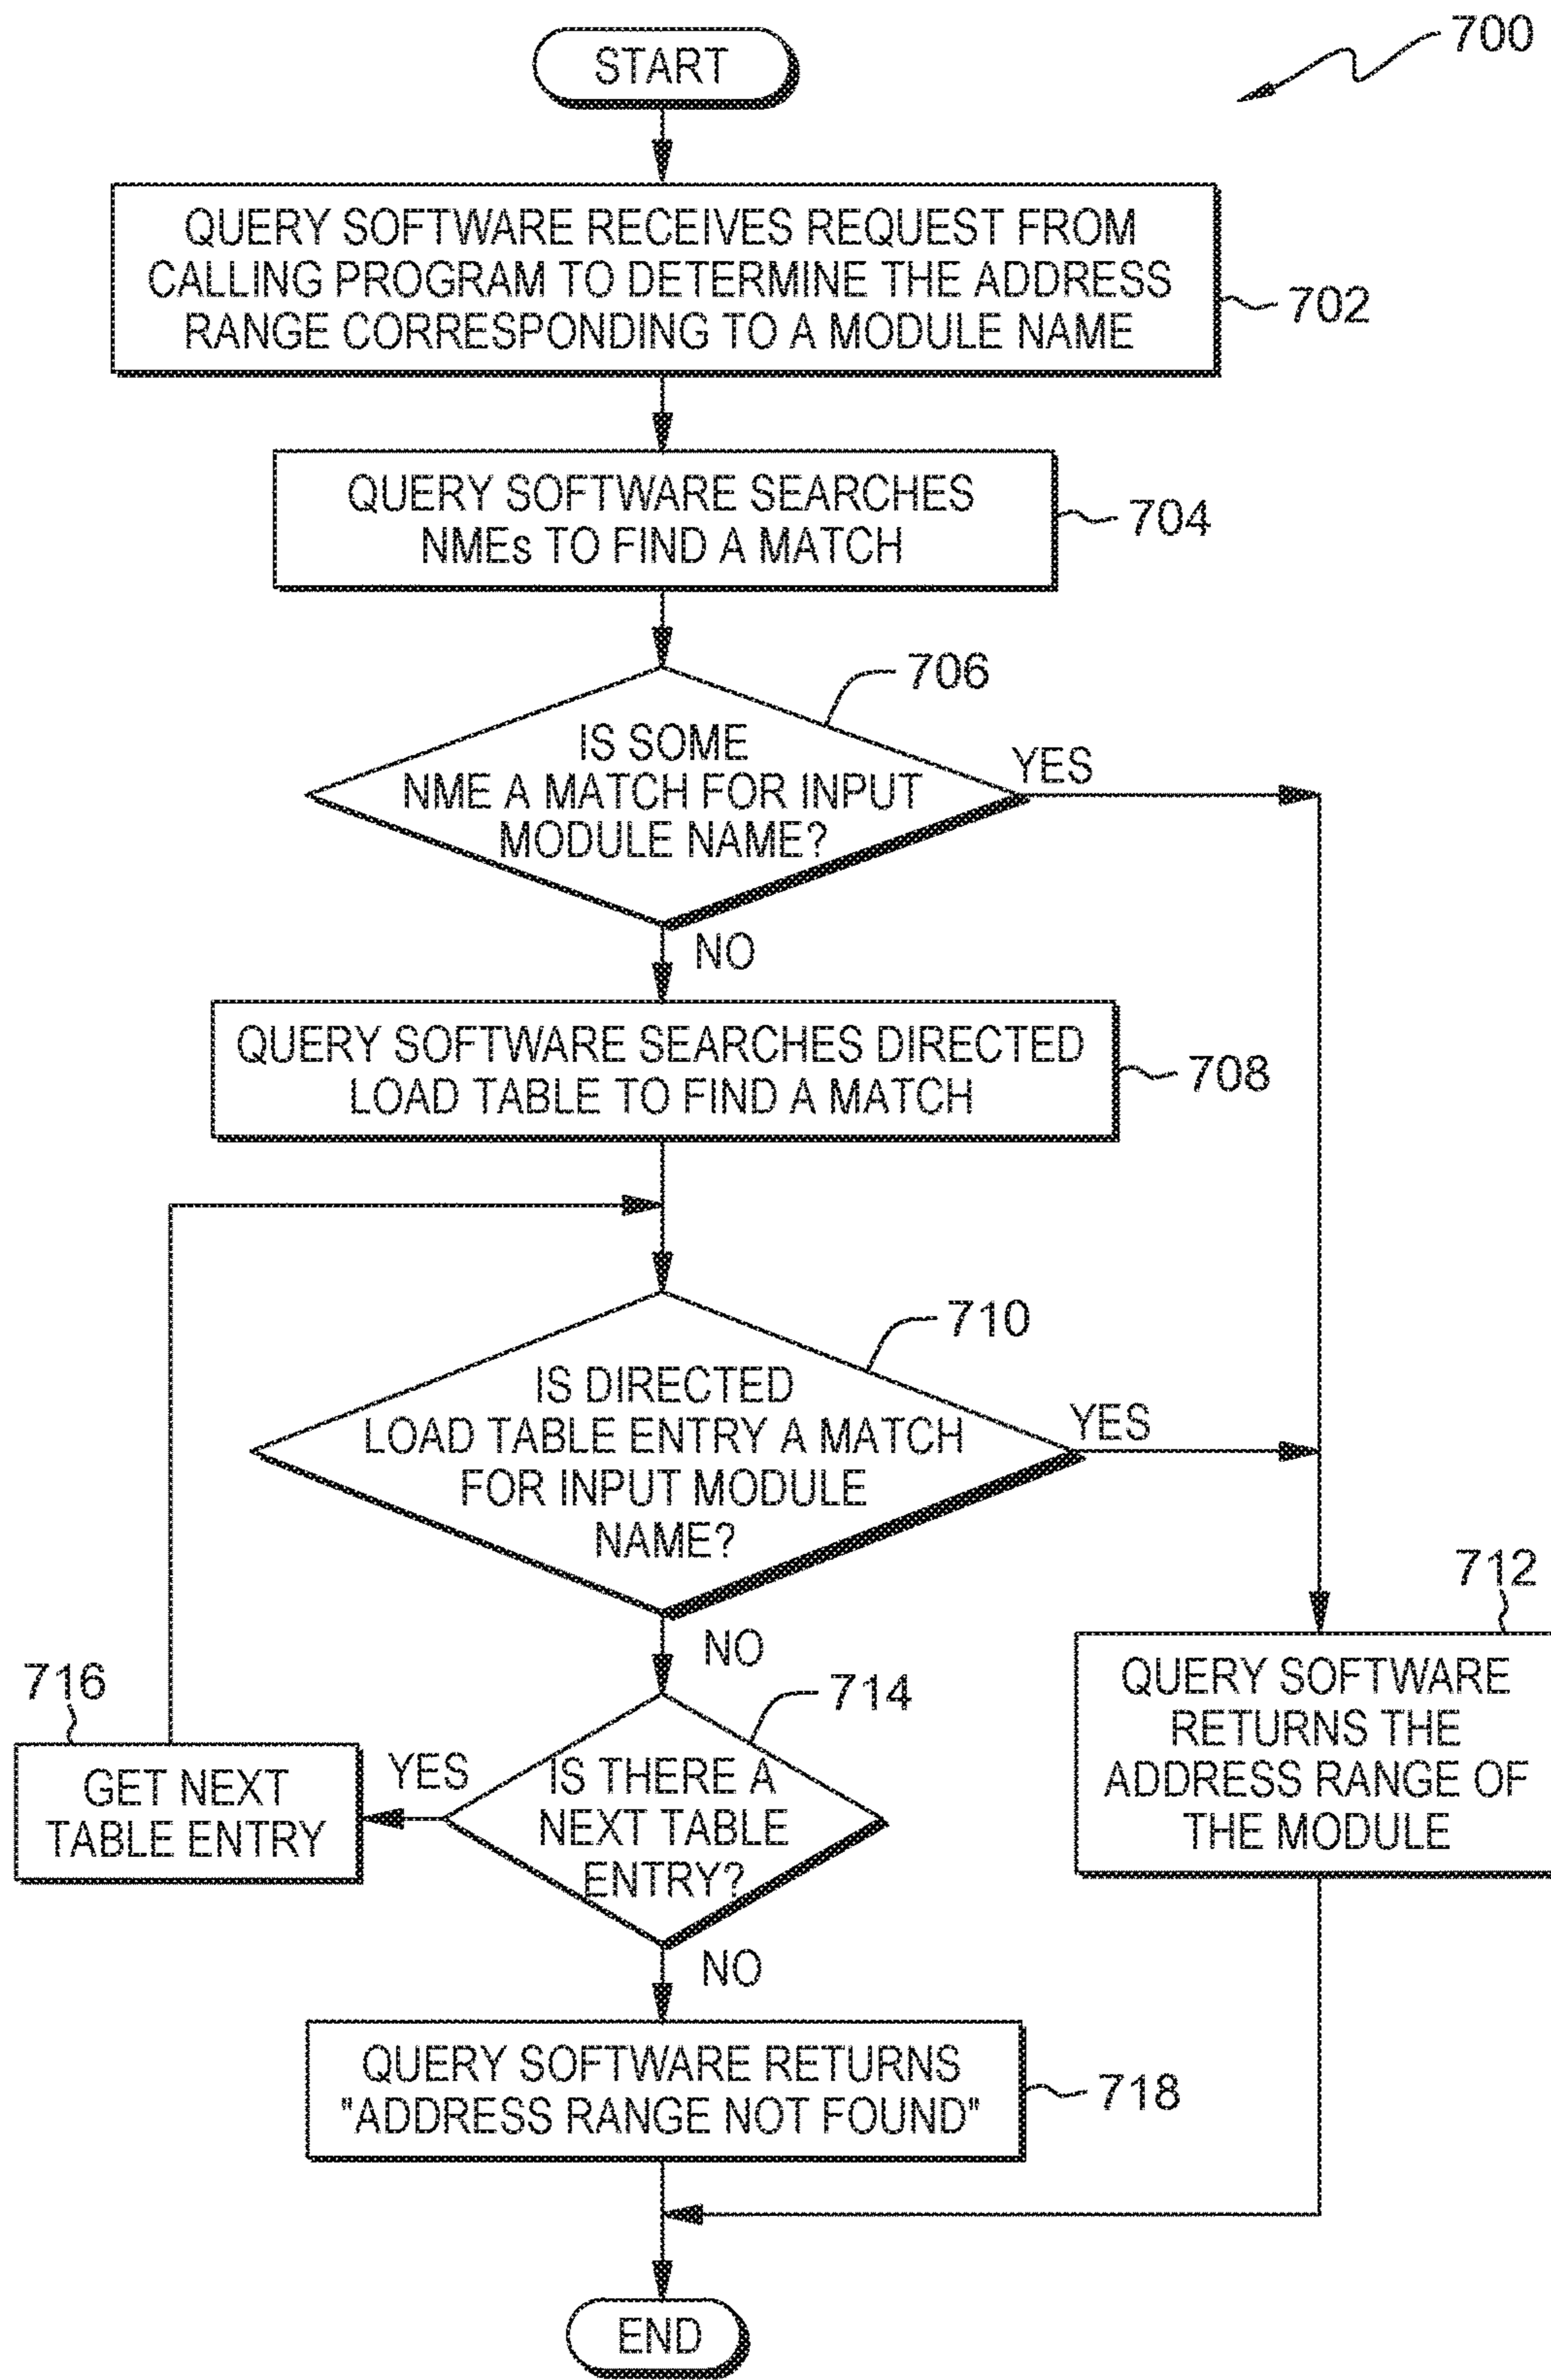 700
START
QUERY SOFTWARE RECEIVES REQUEST FROM
CALLING PROGRAM TO DETERMINE THE ADDRESS
RANGE CORRESPONDING TO A MODULE NAME
702
QUERY SOFTWARE SEARCHES
NMEs TO FIND A MATCH
704
706
IS SOME
NME A MATCH FOR INPUT
MODULE NAME?
YES
NO
QUERY SOFTWARE SEARCHES DIRECTED
LOAD TABLE TO FIND A MATCH
708
710
IS DIRECTED
LOAD TABLE ENTRY A MATCH
FOR INPUT MODULE
NAME?
YES
NO
712
QUERY SOFTWARE
RETURNS THE
ADDRESS RANGE OF
THE MODULE
714
IS THERE A
NEXT TABLE
ENTRY?
YES
716
GET NEXT
TABLE ENTRY
NO
QUERY SOFTWARE RETURNS
"ADDRESS RANGE NOT FOUND"
718
END